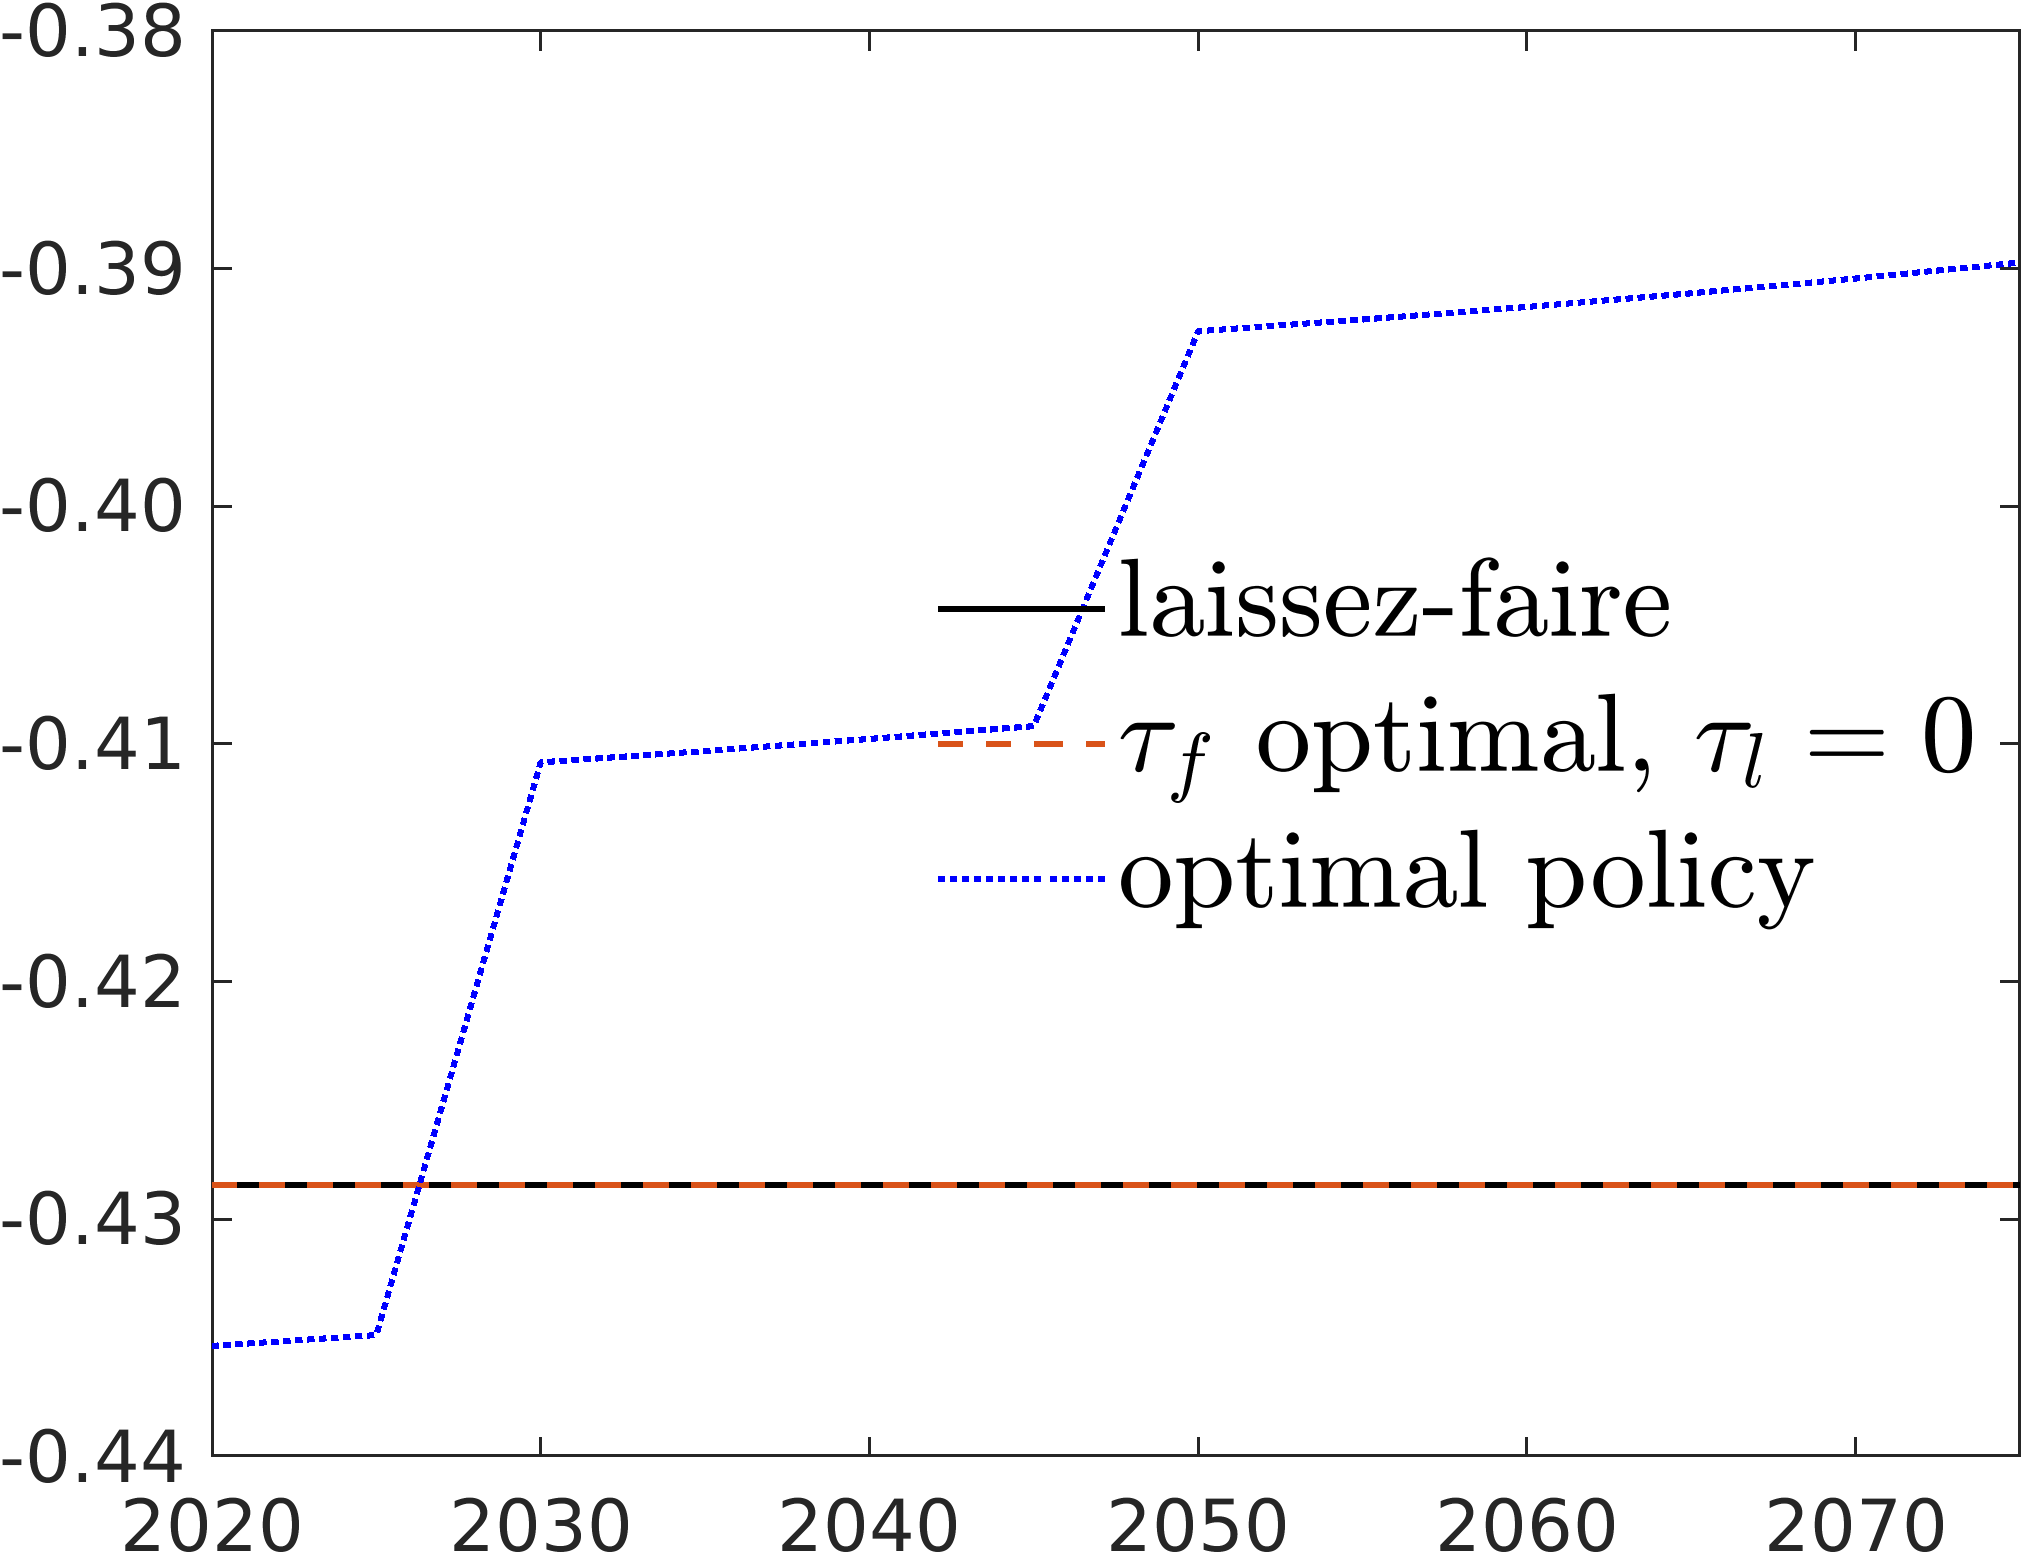 -0.38
-0.39
-0.40
-0.41
-0.42
-0.43
-0.44
laissez-faire
τ_f optimal, τ_l = 0
optimal policy
2020 2030 2040 2050 2060 2070